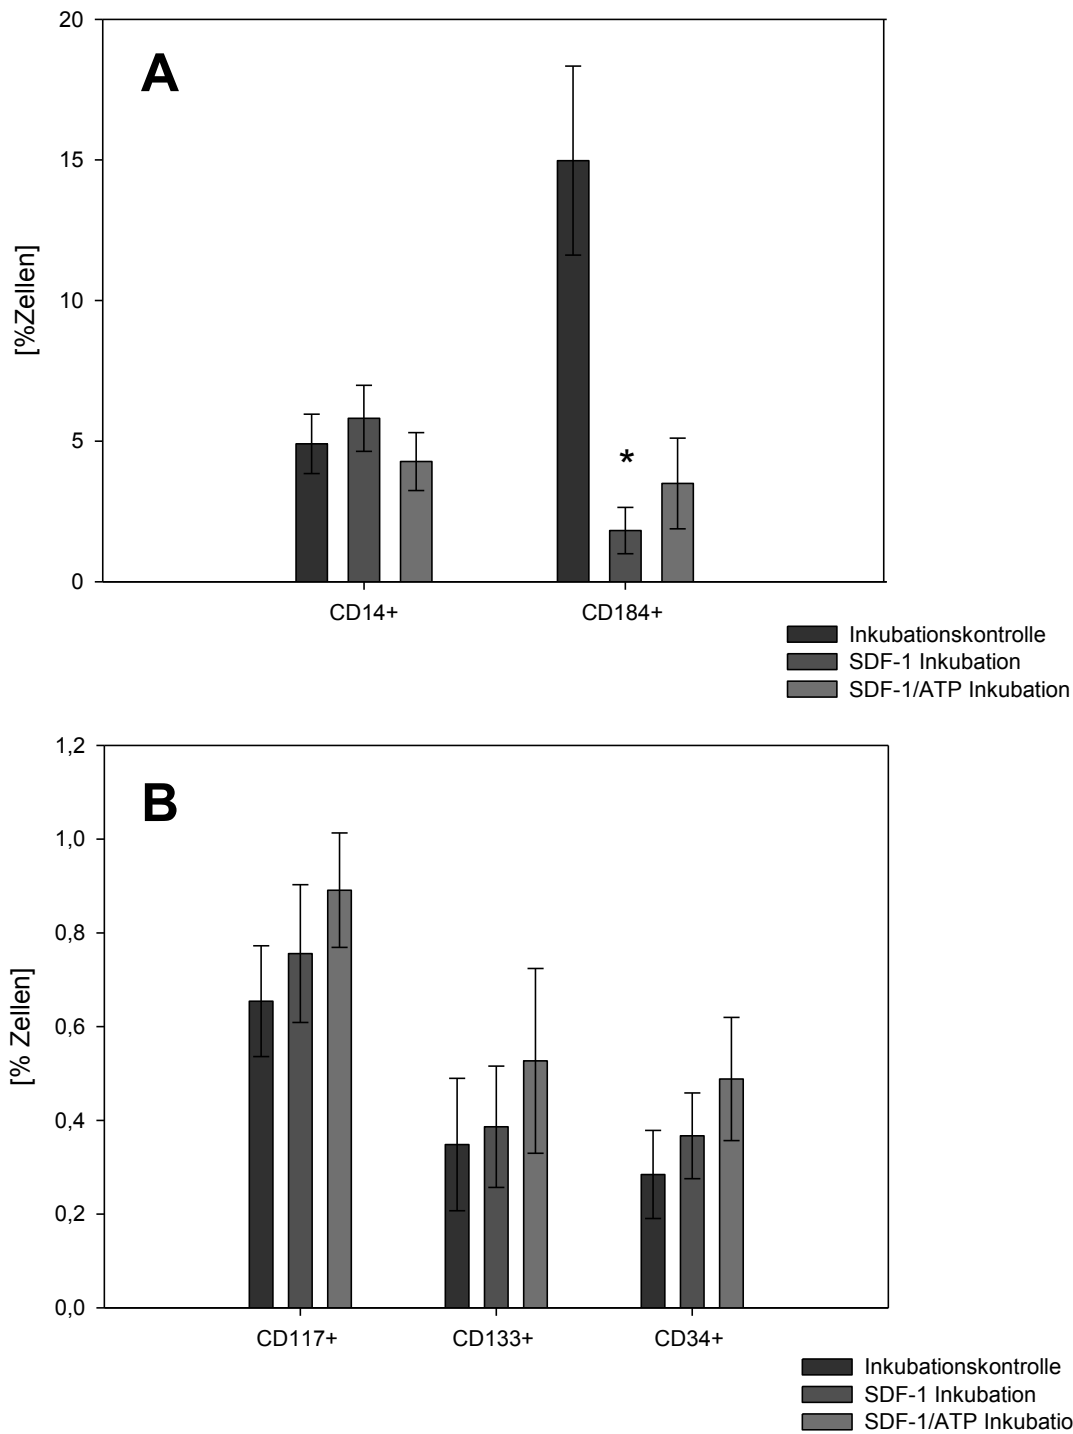 20
A
15
[%Zellen]
10
5
*
0
CD14+ CD184+
Inkubationskontrolle
SDF-1 Inkubation
SDF-1/ATP Inkubation
1,2
B
1,0
0,8
[% Zellen]
0,6
0,4
0,2
0,0
CD117+ CD133+ CD34+
Inkubationskontrolle
SDF-1 Inkubation
SDF-1/ATP Inkubatio